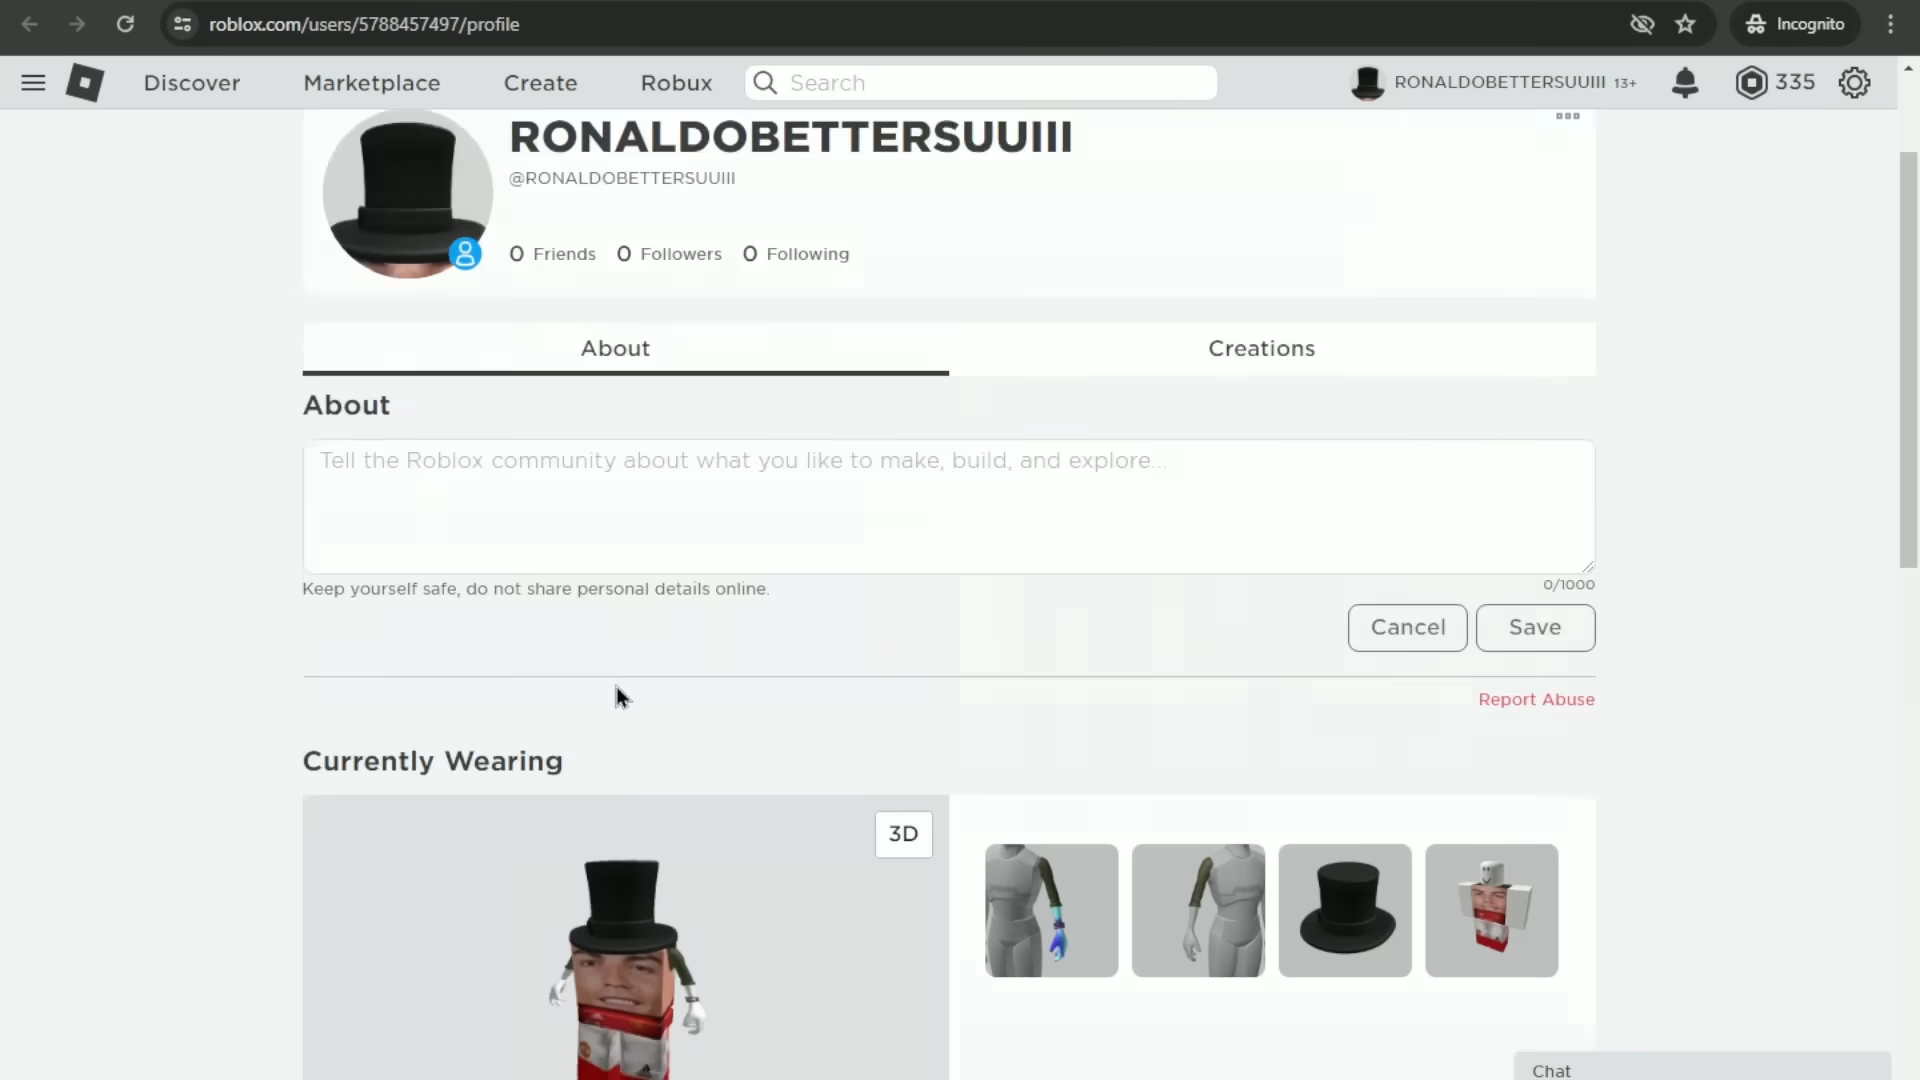 roblox.com/users/5788457497/profile
Incognito
Discover
Marketplace
Create
Robux
Search
RONALDOBETTERSUUIII 13+
335
RONALDOBETTERSUUIII
@RONALDOBETTERSUUIII
0 Friends 0 Followers 0 Following
About
Creations
About
Tell the Roblox community about what you like to make, build, and explore...
Keep yourself safe, do not share personal details online.
0/1000
Cancel
Save
Report Abuse
Currently Wearing
3D
Chat